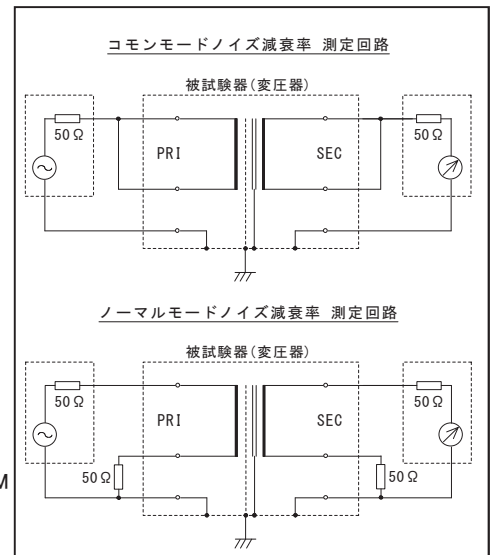 コモンモードノイズ減衰率 測定回路
被試験器(変圧器)
50Ω
PRI
SEC
50Ω
ノーマルモードノイズ減衰率 測定回路
被試験器(変圧器)
50Ω
PRI
SEC
50Ω
50Ω
50Ω
M